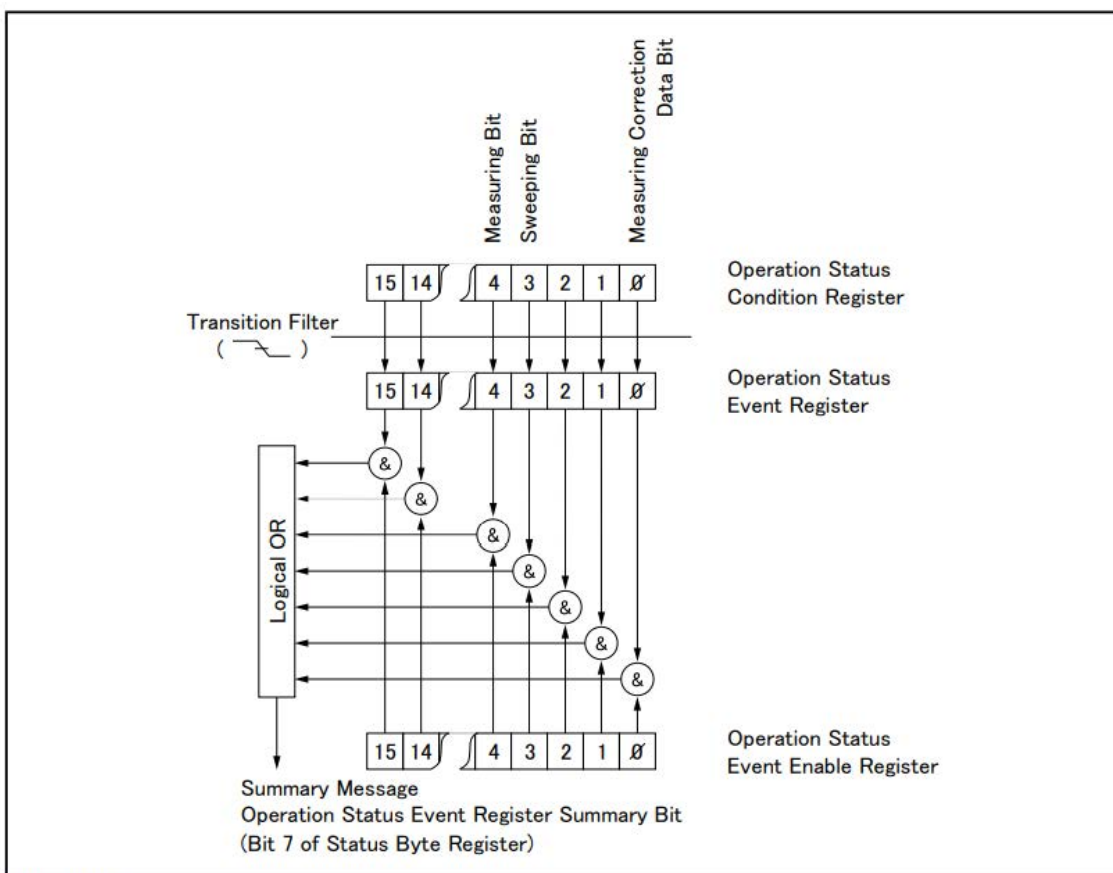 Measuring Bit
Sweeping Bit
Measuring Correction
Data Bit
15 14 4 3 2 1 0
Operation Status
Condition Register
Transition Filter
( )
15 14 4 3 2 1 0
Operation Status
Event Register
&
&
&
&
&
&
&
Logical OR
15 14 4 3 2 1 0
Operation Status
Event Enable Register
Summary Message
Operation Status Event Register Summary Bit
(Bit 7 of Status Byte Register)